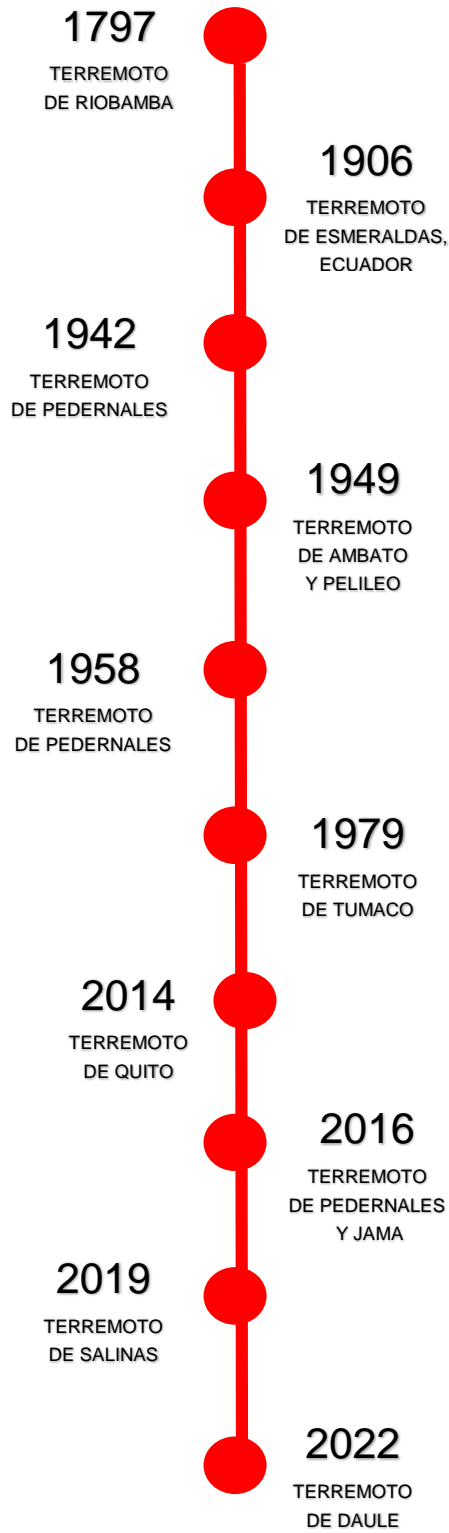 1797
TERREMOTO
DE RIOBAMBA
1906
TERREMOTO
DE ESMERALDAS,
ECUADOR
1942
TERREMOTO
DE PEDERNALES
1949
TERREMOTO
DE AMBATO
Y PELILEO
1958
TERREMOTO
DE PEDERNALES
1979
TERREMOTO
DE TUMACO
2014
TERREMOTO
DE QUITO
2016
TERREMOTO
DE PEDERNALES
Y JAMA
2019
TERREMOTO
DE SALINAS
2022
TERREMOTO
DE DAULE